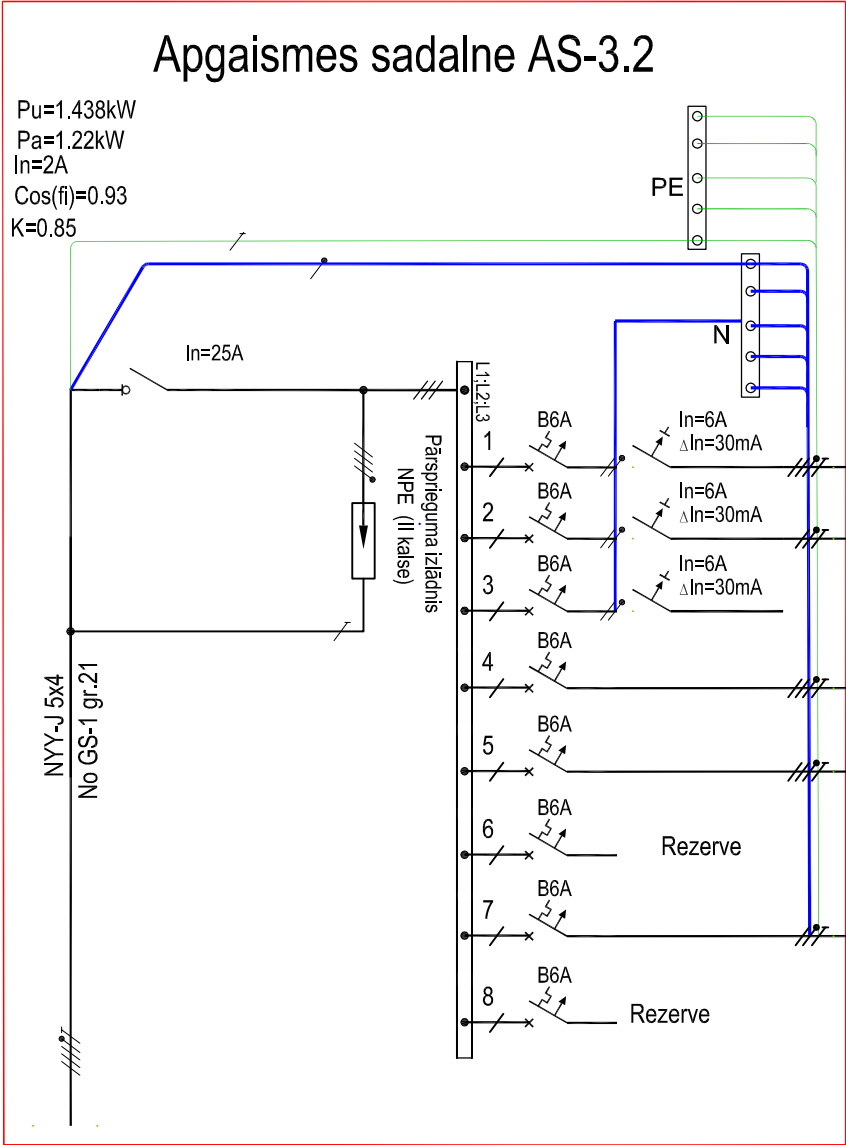 Apgaismes sadalne AS-3.2
Pu=1.438kW
Pa=1.22kW
In=2A
Cos(fi)=0.93
K=0.85
PE
N
In=25A
L1;L2;L3
Pārsprieguma izlādnis
NPE (II kalse)
NYY-J 5x4
No GS-1 gr.21
1
B6A
In=6A
∆In=30mA
2
B6A
In=6A
∆In=30mA
3
B6A
In=6A
∆In=30mA
4
B6A
5
B6A
6
B6A
Rezerve
7
B6A
8
B6A
Rezerve